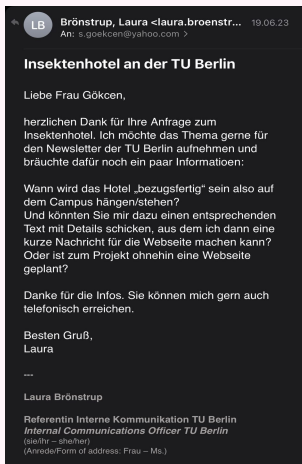 LB
Brönstrup, Laura <laura.broenstr... 19.06.23
An: s.goekcen@yahoo.com >
Insektenhotel an der TU Berlin
Liebe Frau Gökcen,
herzlichen Dank für Ihre Anfrage zum
Insektenhotel. Ich möchte das Thema gerne für
den Newsletter der TU Berlin aufnehmen und
bräuchte dafür noch ein paar Informatioen:
Wann wird das Hotel „bezugsfertig“ sein also auf
dem Campus hängen/stehen?
Und könnten Sie mir dazu einen entsprechenden
Text mit Details schicken, aus dem ich dann eine
kurze Nachricht für die Webseite machen kann?
Oder ist zum Projekt ohnehin eine Webseite
geplant?
Danke für die Infos. Sie können mich gern auch
telefonisch erreichen.
Besten Gruß,
Laura
---
Laura Brönstrup
Referentin Interne Kommunikation TU Berlin
Internal Communications Officer TU Berlin
(sie/ihr – she/her)
(Anrede/Form of address: Frau – Ms.)